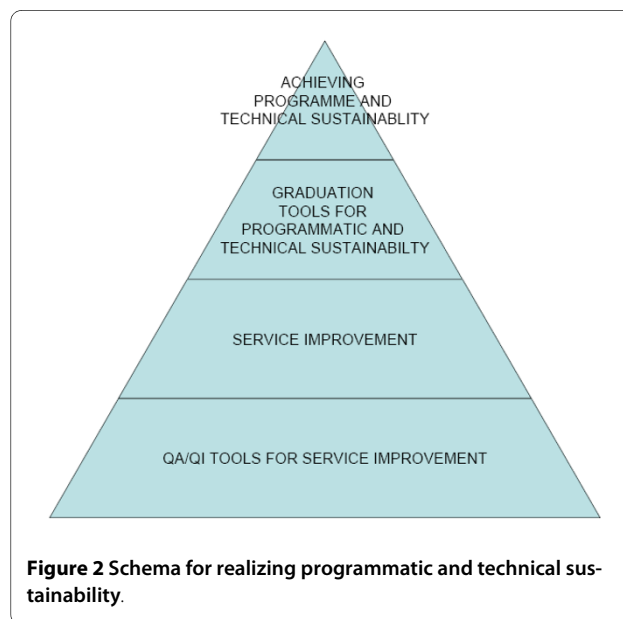 ACHIEVING
PROGRAMME AND
TECHNICAL SUSTAINABLITY
GRADUATION
TOOLS FOR
PROGRAMMATIC AND
TECHNICAL SUSTAINABILTY
SERVICE IMPROVEMENT
QA/QI TOOLS FOR SERVICE IMPROVEMENT
Figure 2 Schema for realizing programmatic and technical sus-
tainability.